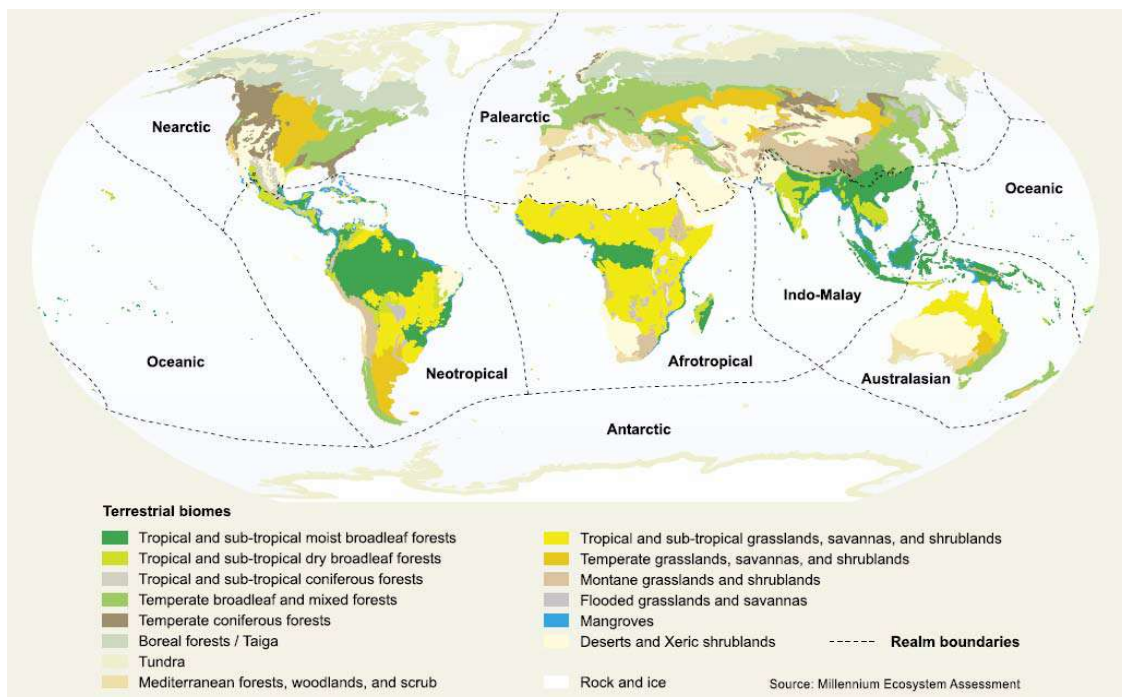 Nearctic
Palearctic
Oceanic
Indo-Malay
Oceanic
Neotropical
Afrotropical
Australasian
Antarctic
Terrestrial biomes
Tropical and sub-tropical moist broadleaf forests
Tropical and sub-tropical dry broadleaf forests
Tropical and sub-tropical coniferous forests
Temperate broadleaf and mixed forests
Temperate coniferous forests
Boreal forests / Taiga
Tundra
Mediterranean forests, woodlands, and scrub
Tropical and sub-tropical grasslands, savannas, and shrublands
Temperate grasslands, savannas, and shrublands
Montane grasslands and shrublands
Flooded grasslands and savannas
Mangroves
Deserts and Xeric shrublands
Rock and ice
Realm boundaries
Source: Millennium Ecosystem Assessment